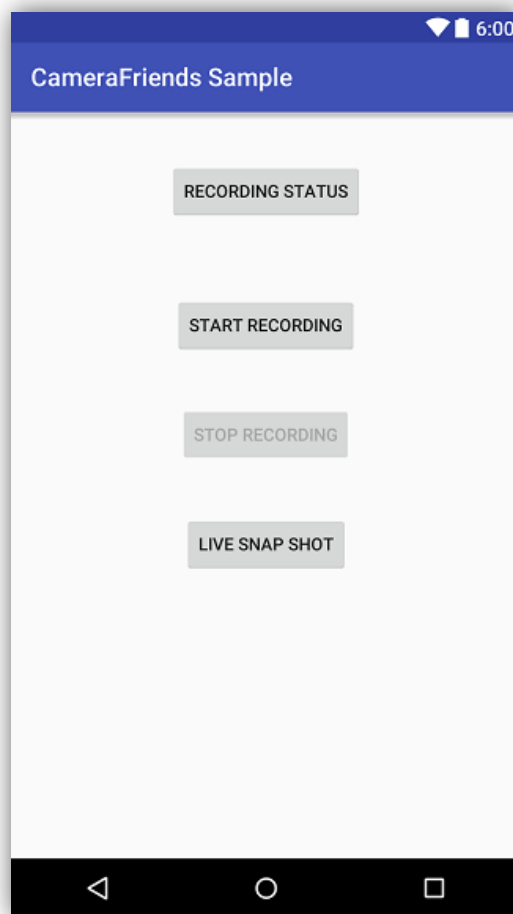 6:00
CameraFriends Sample
RECORDING STATUS
START RECORDING
STOP RECORDING
LIVE SNAP SHOT